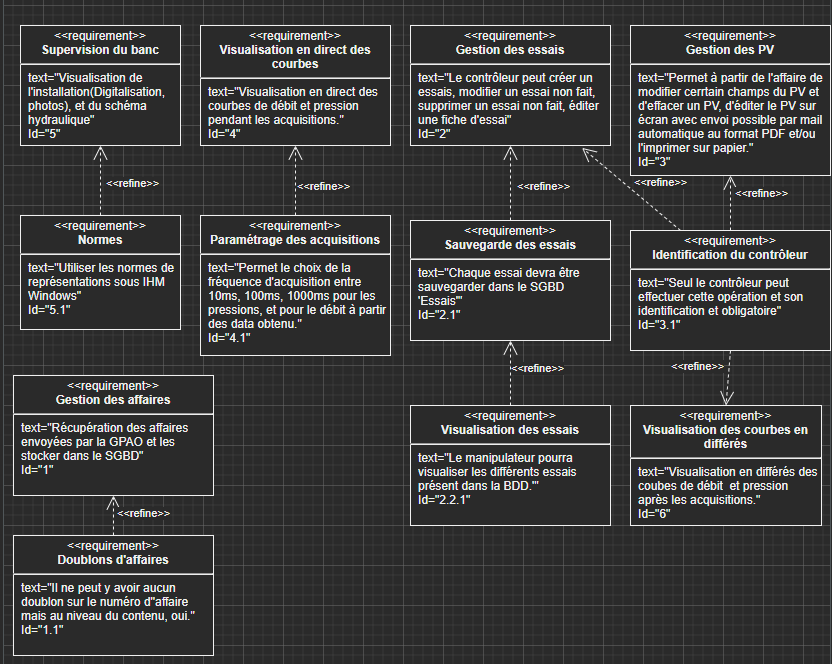 <<requirement>>
Supervision du banc
text="Visualisation de
l'installation(Digitalisation,
photos), et du schéma
hydraulique"
Id="5"
<<requirement>>
Visualisation en direct des
courbes
text="Visualisation en direct des
courbes de débit et pression
pendant les acquisitions."
Id="4"
<<requirement>>
Gestion des essais
text="Le contrôleur peut créer un
essais, modifier un essai non fait,
supprimer un essai non fait, éditer
une fiche d'essai"
Id="2"
<<requirement>>
Gestion des PV
text="Permet à partir de l'affaire de
modifier cerrtain champs du PV
et d'effacer un PV, d'éditer le PV sur
écran avec envoi possible par mail
automatique au format PDF et/ou
l'imprimer sur papier."
Id="3"
<<refine>>
<<refine>>
<<refine>>
<<refine>>
<<refine>>
<<requirement>>
Normes
text="Utiliser les normes de
représentations sous IHM
Windows"
Id="5.1"
<<requirement>>
Paramétrage des acquisitions
text="Permet le choix de la
fréquence d'acquisition entre
10ms, 100ms, 1000ms pour les
pressions, et pour le débit à partir
des data obtenu."
Id="4.1"
<<requirement>>
Sauvegarde des essais
text="Chaque essai devra être
sauvegarder dans le SGBD
'Essais'"
Id="2.1"
<<requirement>>
Identification du contrôleur
text="Seul le contrôleur peut
effectuer cette opération et son
identification et obligatoire"
Id="3.1"
<<refine>>
<<refine>>
<<requirement>>
Gestion des affaires
text="Récupération des affaires
envoyées par la GPAO et les
stocker dans le SGBD"
Id="1"
<<requirement>>
Visualisation des essais
text="Le manipulateur pourra
visualiser les différents essais
présent dans la BDD.'"
Id="2.2.1"
<<requirement>>
Visualisation des courbes en
différés
text="Visualisation en différés des
coubes de débit et pression
après les acquisitions."
Id="6"
<<refine>>
<<requirement>>
Doublons d'affaires
text="Il ne peut y avoir aucun
doublon sur le numéro d"affaire
mais au niveau du contenu, oui."
Id="1.1"